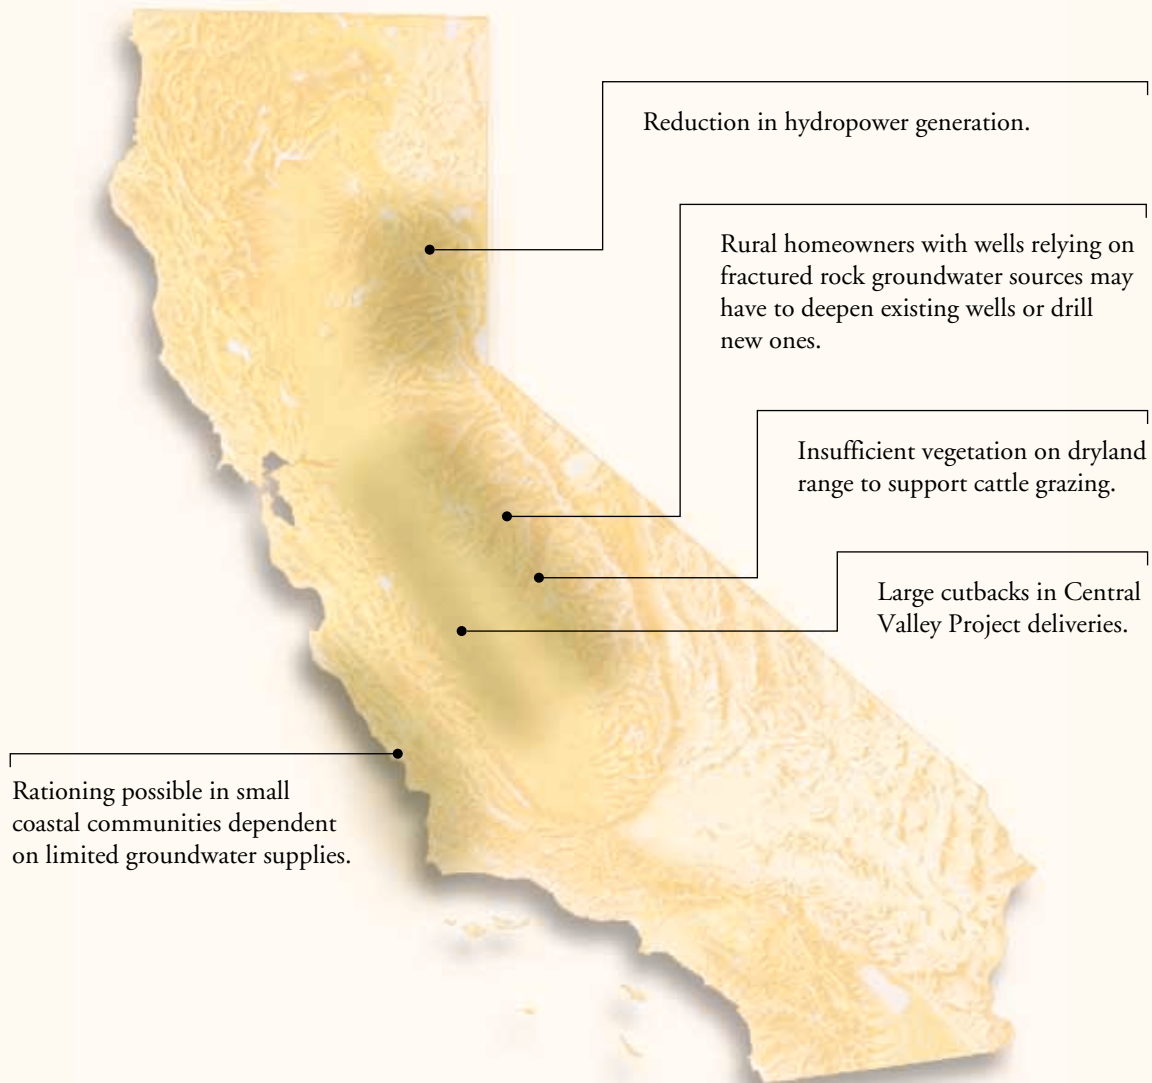 Reduction in hydropower generation.
Rural homeowners with wells relying on
fractured rock groundwater sources may
have to deepen existing wells or drill
new ones.
Insufficient vegetation on dryland
range to support cattle grazing.
Large cutbacks in Central
Valley Project deliveries.
Rationing possible in small
coastal communities dependent
on limited groundwater supplies.